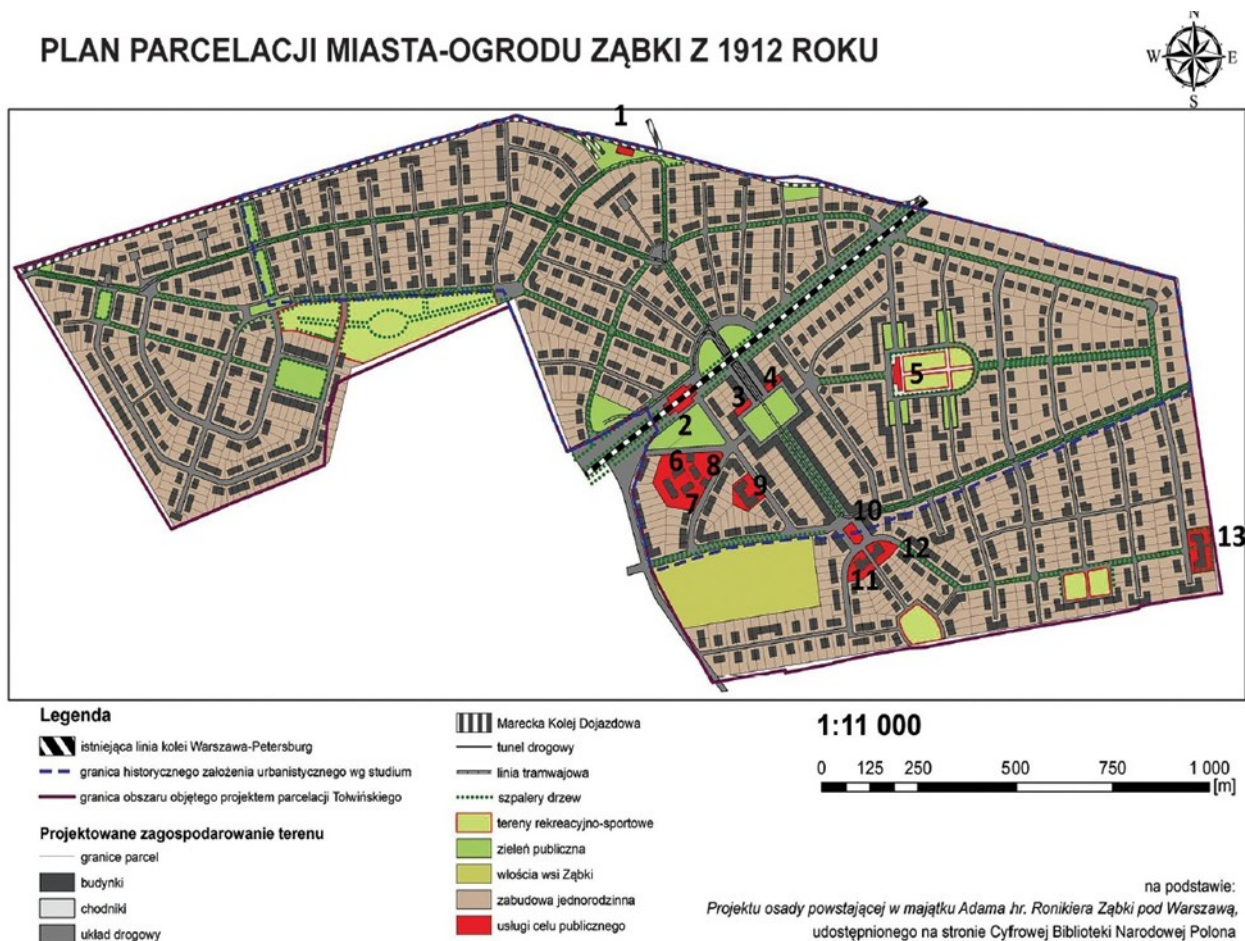 PLAN PARCELACJI MIASTA-OGRODU ZĄBKI Z 1912 ROKU
N
W E
S
1
2
3
4
5
6
7
8
9
10
11
12
13
Legenda
istniejąca linia kolei Warszawa-Petersburg
granica historycznego założenia urbanistycznego wg studium
granica obszaru objętego projektem parcelacji Tołwińskiego
Projektowane zagospodarowanie terenu
granice parcel
budynki
chodniki
układ drogowy
Marecka Kolej Dojazdowa
tunel drogowy
linia tramwajowa
szpalery drzew
tereny rekreacyjno-sportowe
zieleń publiczna
włościa wsi Ząbki
zabudowa jednorodzinna
usługi celu publicznego
1:11 000
0 125 250 500 750 1 000
[m]
na podstawie:
Projektu osady powstającej w majątku Adama hr. Ronikiera Ząbki pod Warszawą,
udostępnionego na stronie Cyfrowej Biblioteki Narodowej Polona